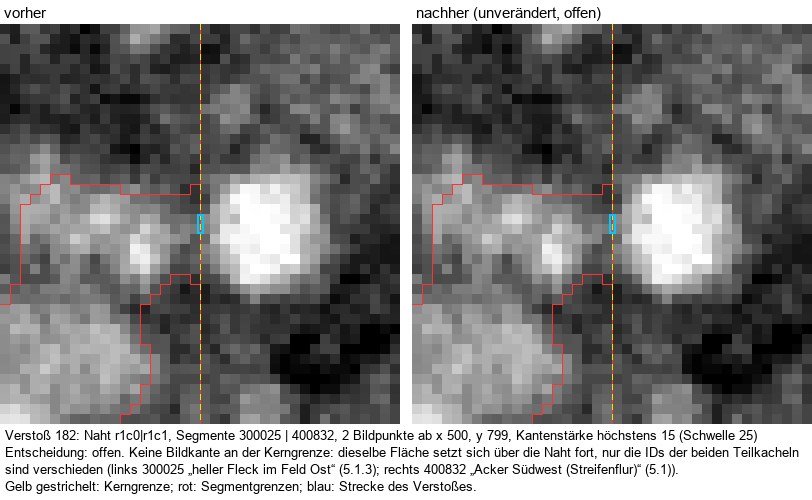 vorher
nachher (unverändert, offen)
Verstoß 182: Naht r1c0|r1c1, Segmente 300025 | 400832, 2 Bildpunkte ab x 500, y 799, Kantenstärke höchstens 15 (Schwelle 25)
Entscheidung: offen. Keine Bildkante an der Kerngrenze: dieselbe Fläche setzt sich über die Naht fort, nur die IDs der beiden Teilkacheln
sind verschieden (links 300025 „heller Fleck im Feld Ost“ (5.1.3); rechts 400832 „Acker Südwest (Streifenflur)“ (5.1)).
Gelb gestrichelt: Kerngrenze; rot: Segmentgrenzen; blau: Strecke des Verstoßes.